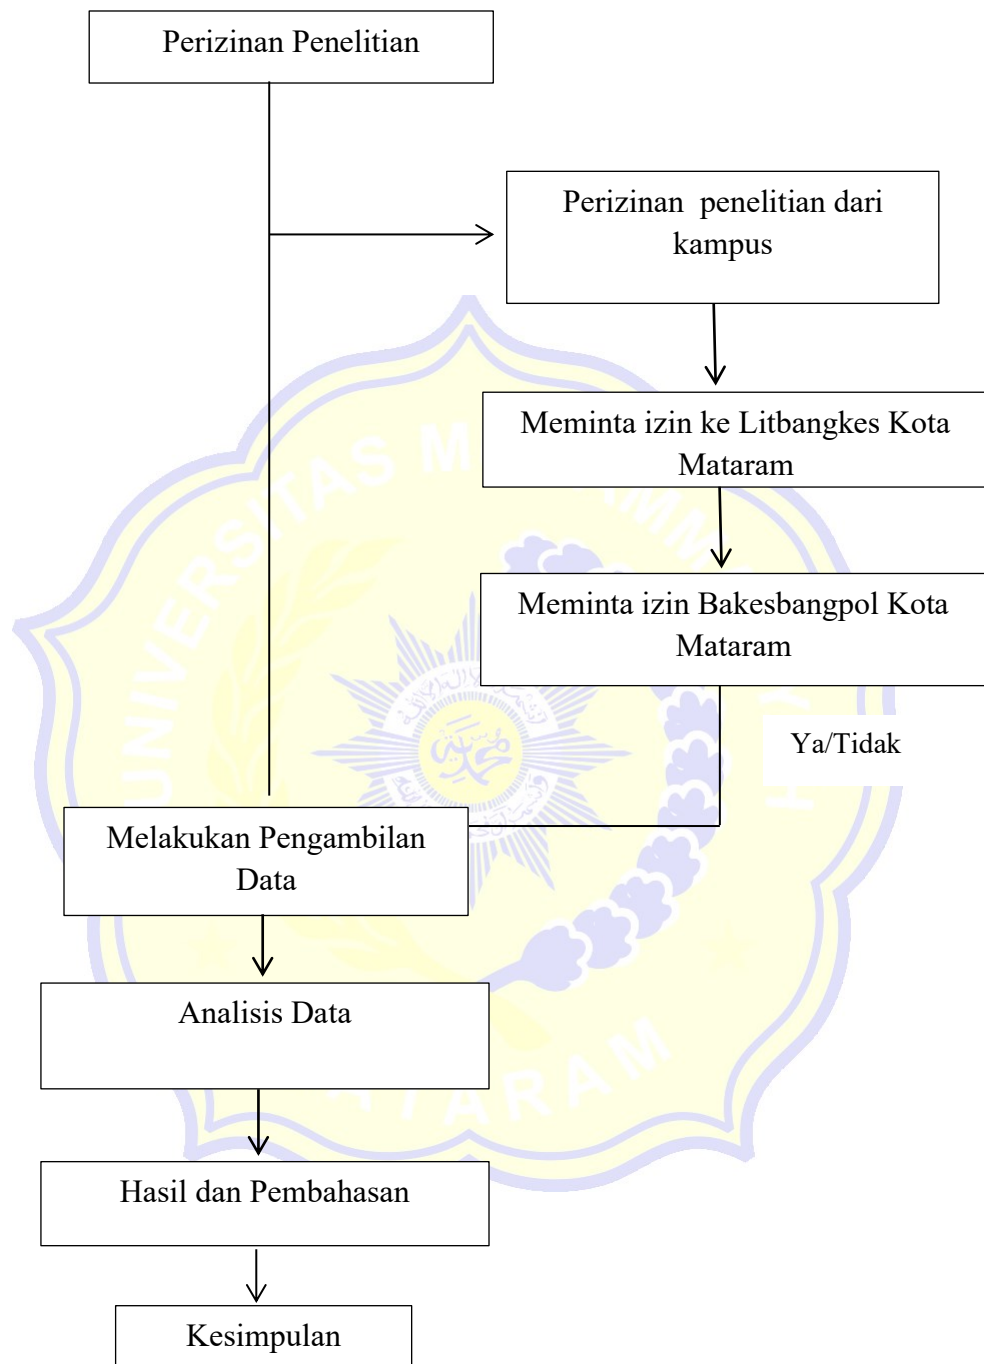 Perizinan Penelitian
Perizinan penelitian dari
kampus
Meminta izin ke Litbangkes Kota
Mataram
Meminta izin Bakesbangpol Kota
Mataram
Ya/Tidak
Melakukan Pengambilan
Data
Analisis Data
Hasil dan Pembahasan
Kesimpulan